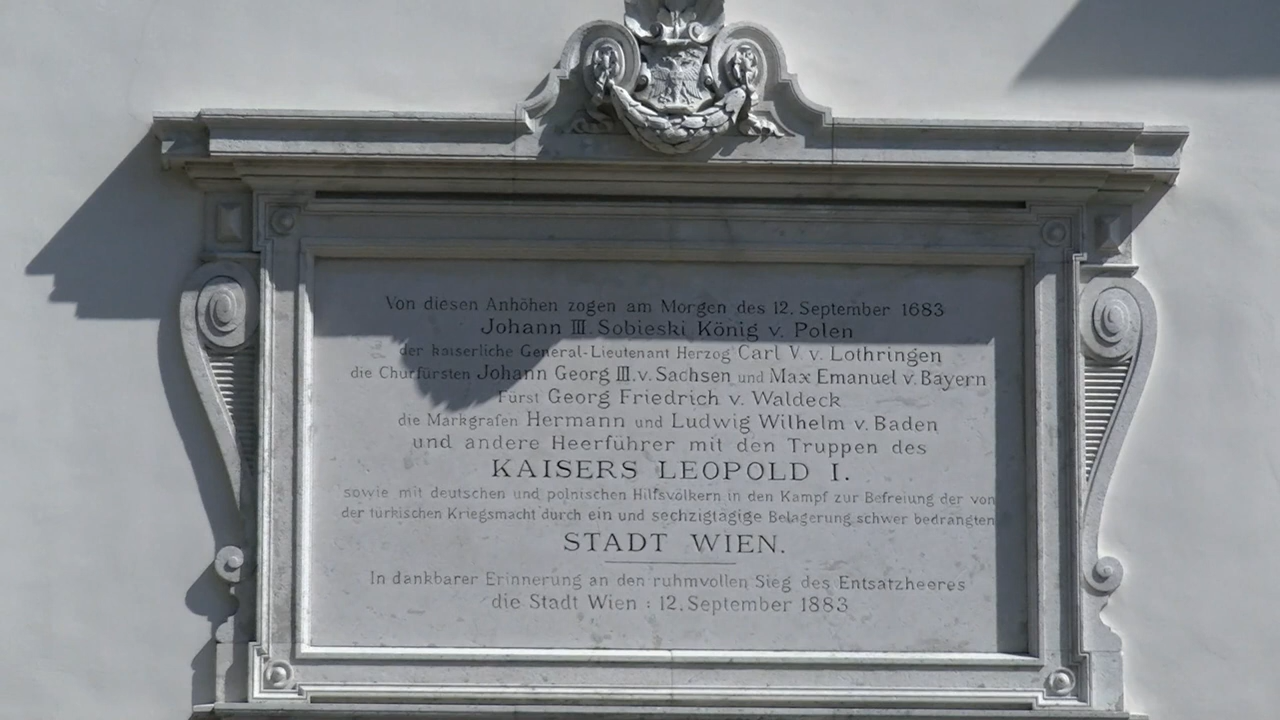 Von diesen Anhöhen zogen am Morgen des 12. September 1683
Johann III. Sobieski König v. Polen
der kaiserliche General-Lieutenant Herzog Carl V. v. Lothringen
die Churfürsten Johann Georg III. v. Sachsen und Max Emanuel v. Bayern
Fürst Georg Friedrich v. Waldeck
die Markgrafen Hermann und Ludwig Wilhelm v. Baden
und andere Heerführer mit den Truppen des
KAISERS LEOPOLD I.
sowie mit deutschen und polnischen Hilfsvölkern in den Kampf zur Befreiung der von
der türkischen Kriegsmacht durch ein und sechzigtägige Belagerung schwer bedrängten
STADT WIEN.
In dankbarer Erinnerung an den ruhmvollen Sieg des Entsatzheeres
die Stadt Wien : 12. September 1883